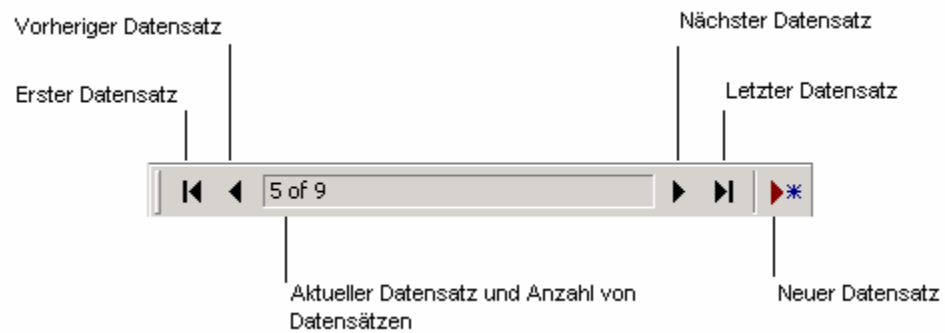 Vorheriger Datensatz
Nächster Datensatz
Erster Datensatz
Letzter Datensatz
5 of 9
Aktueller Datensatz und Anzahl von
Datensätzen
Neuer Datensatz